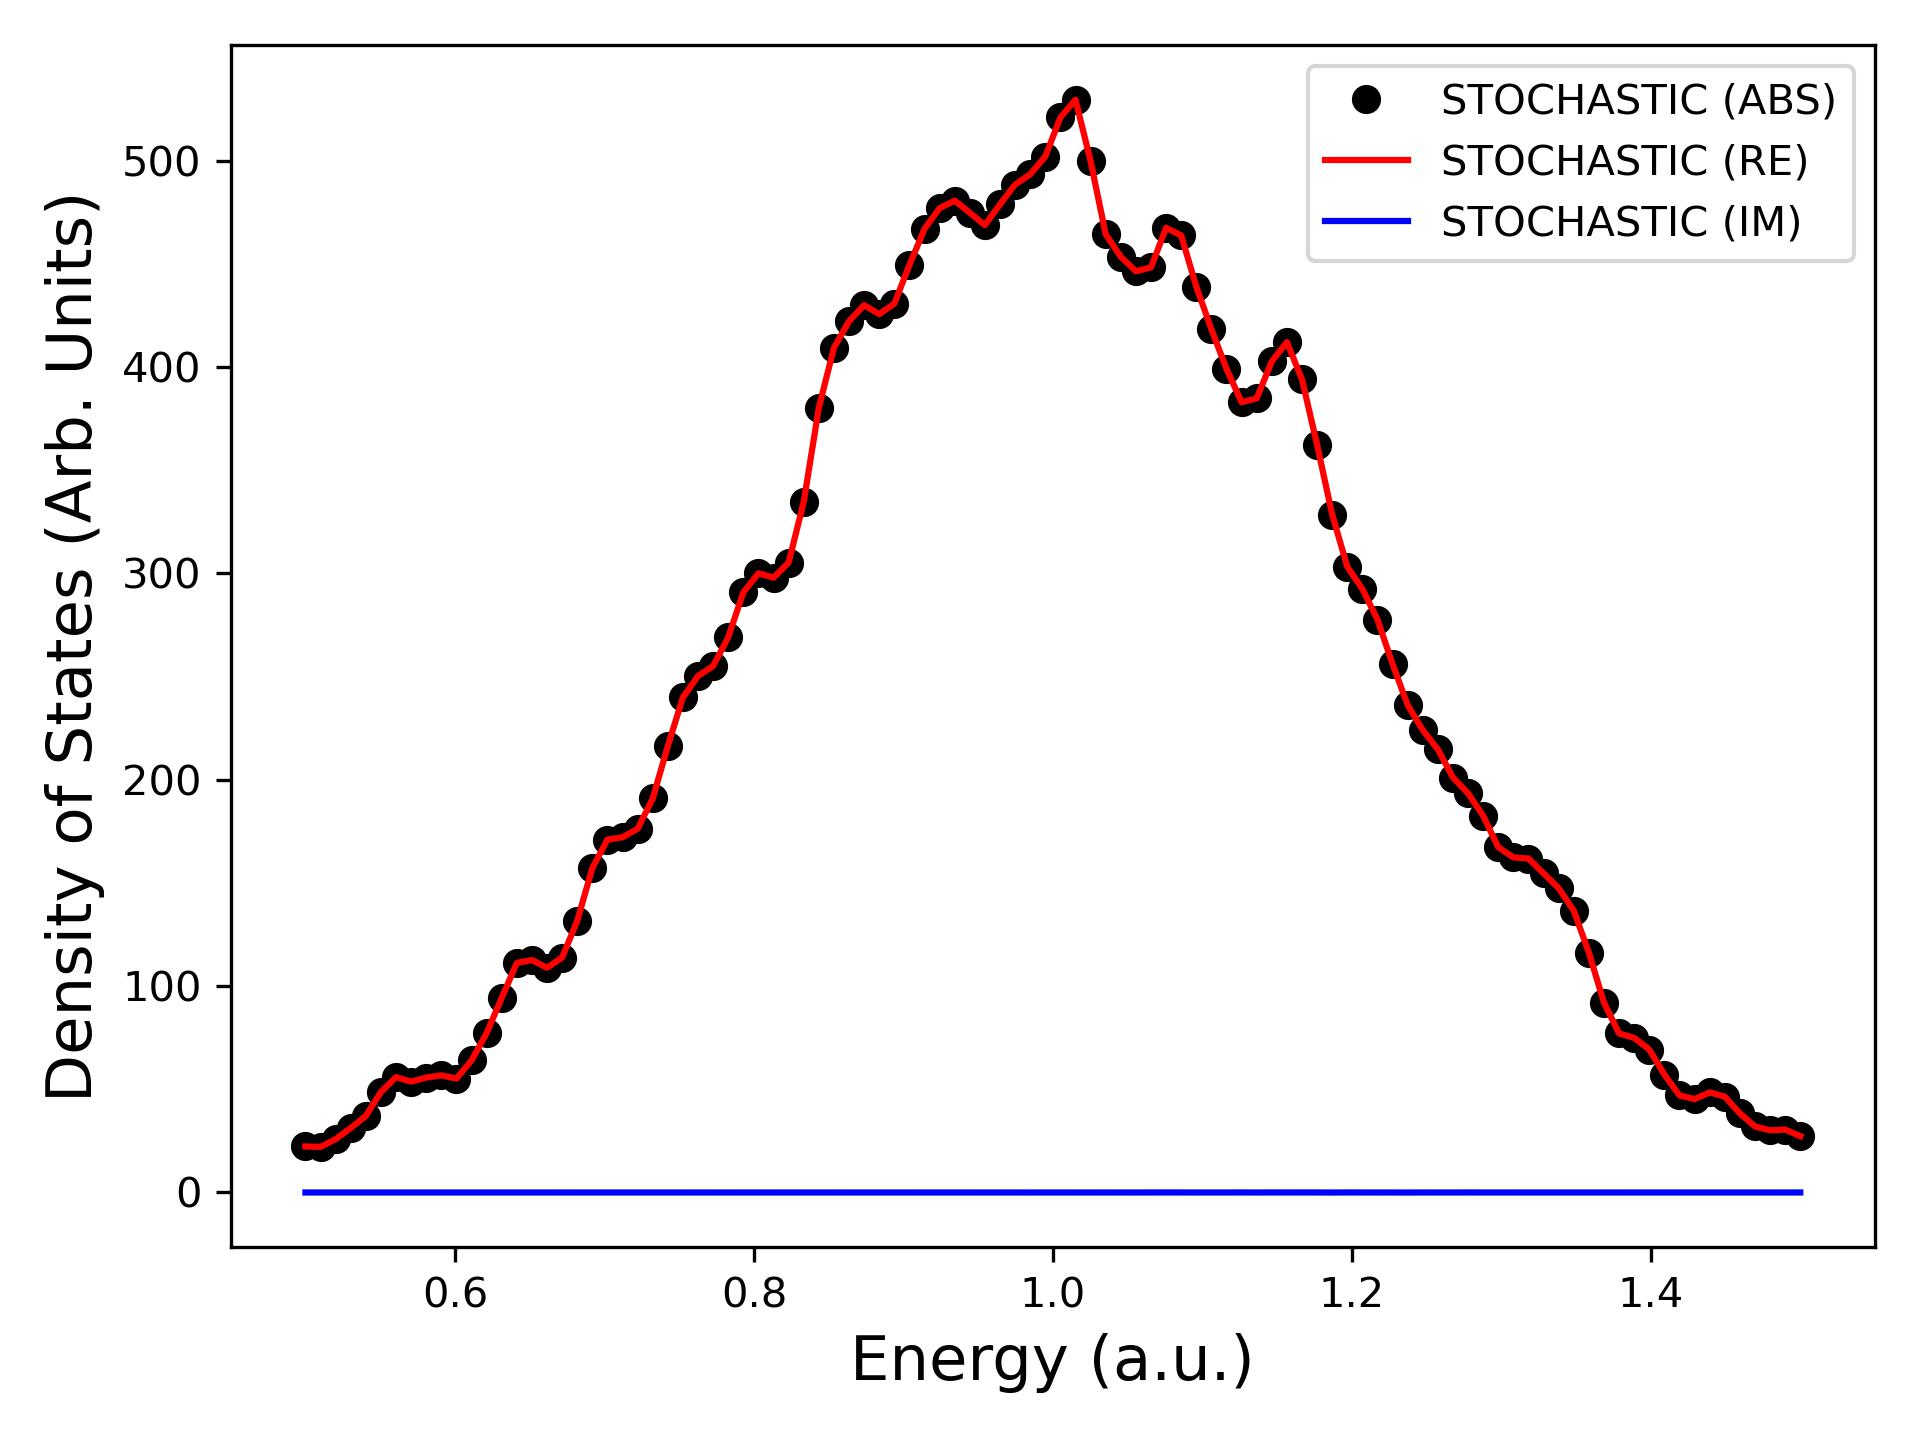 STOCHASTIC (ABS)
STOCHASTIC (RE)
STOCHASTIC (IM)
Density of States (Arb. Units)
500
400
300
200
100
0
0.6 0.8 1.0 1.2 1.4
Energy (a.u.)